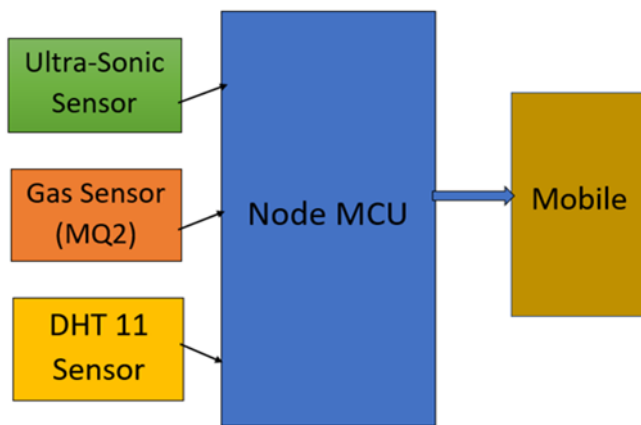 Ultra-Sonic
Sensor
Gas Sensor
(MQ2)
DHT 11
Sensor
Node MCU
Mobile